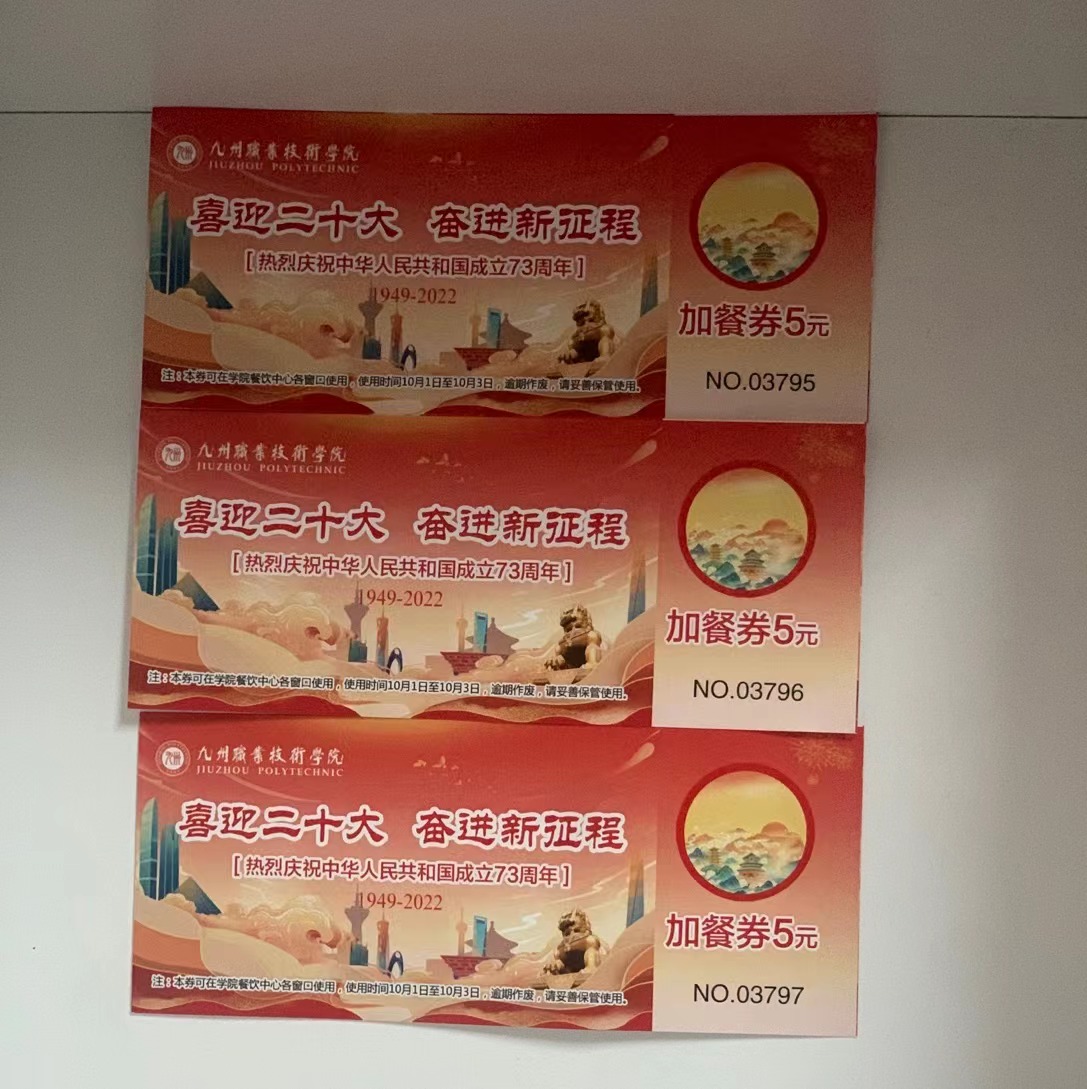 九州職業技術學院
JIUZHOU POLYTECHNIC
喜迎二十大 奋进新征程
[热烈庆祝中华人民共和国成立73周年]
1949-2022
注：本券可在学院餐饮中心各窗口使用，使用时间10月1日至10月3日，逾期作废，请妥善保管使用。
加餐券5元
NO.03795
九州職業技術學院
JIUZHOU POLYTECHNIC
喜迎二十大 奋进新征程
[热烈庆祝中华人民共和国成立73周年]
1949-2022
注：本券可在学院餐饮中心各窗口使用，使用时间10月1日至10月3日，逾期作废，请妥善保管使用。
加餐券5元
NO.03796
九州職業技術學院
JIUZHOU POLYTECHNIC
喜迎二十大 奋进新征程
[热烈庆祝中华人民共和国成立73周年]
1949-2022
注：本券可在学院餐饮中心各窗口使用，使用时间10月1日至10月3日，逾期作废，请妥善保管使用。
加餐券5元
NO.03797